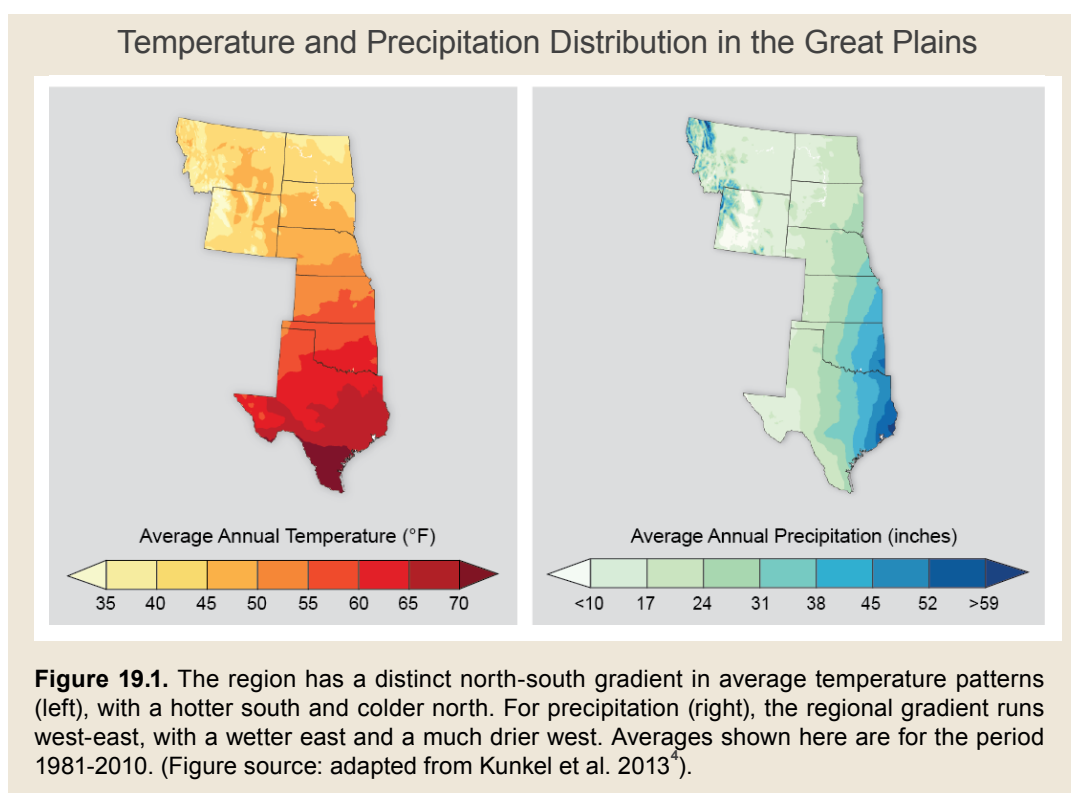 Temperature and Precipitation Distribution in the Great Plains
Average Annual Temperature (°F)
35 40 45 50 55 60 65 70
Average Annual Precipitation (inches)
<10 17 24 31 38 45 52 >59
Figure 19.1. The region has a distinct north-south gradient in average temperature patterns
(left), with a hotter south and colder north. For precipitation (right), the regional gradient runs
west-east, with a wetter east and a much drier west. Averages shown here are for the period
1981-2010. (Figure source: adapted from Kunkel et al. 2013⁴).